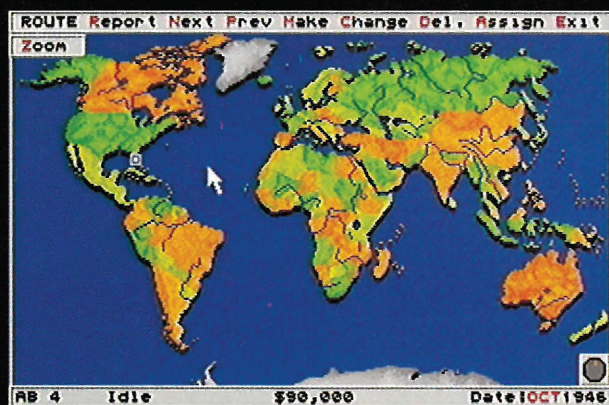 ROUTE Report Next Prev Make Change Del. Assign Exit
Zoom
AB 4 Idle $90,000 Date:OCT1946